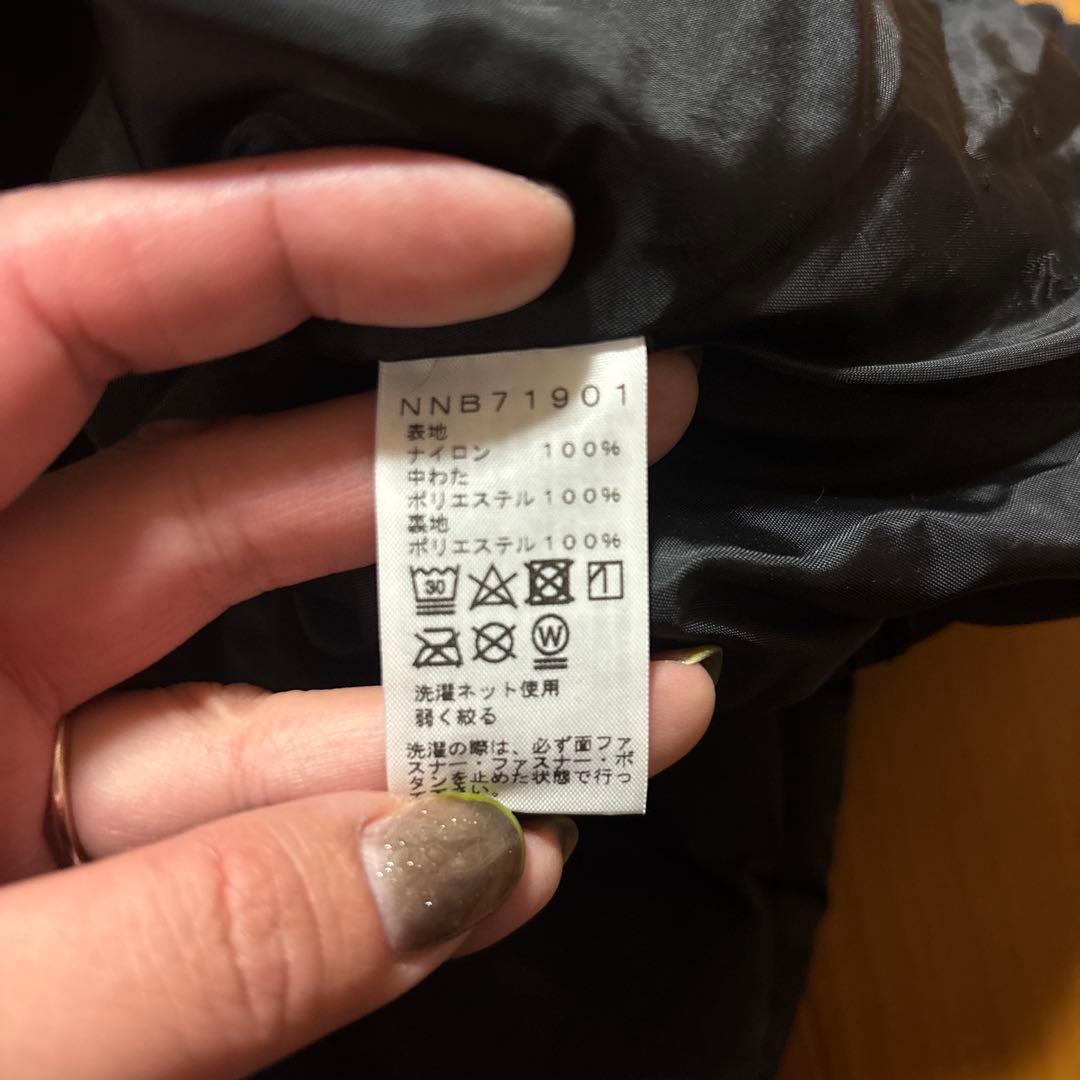 NNB71901
表地
ナイロン 100%
中わた
ポリエステル100%
裏地
ポリエステル100%
30
W
洗濯ネット使用
弱く絞る
洗濯の際は、必ず面ファ
スナー・ファスナー・ボ
タンを止めた状態で行っ
さい。